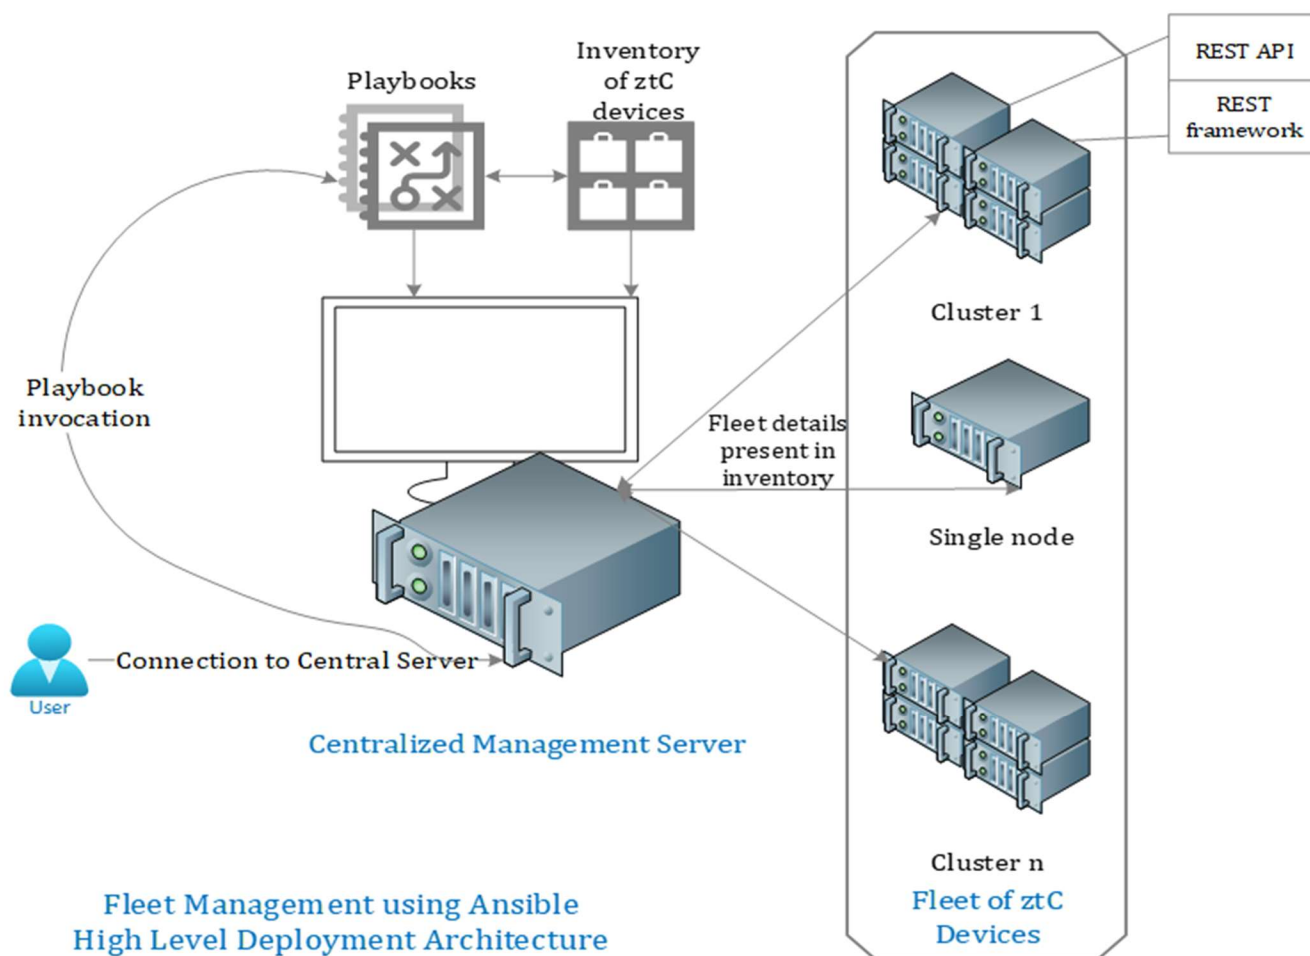 Playbooks
Inventory
of ztC
devices
REST API
REST
framework
Cluster 1
Playbook
invocation
Fleet details
present in
inventory
Single node
Connection to Central Server
User
Centralized Management Server
Cluster n
Fleet of ztC
Devices
Fleet Management using Ansible
High Level Deployment Architecture